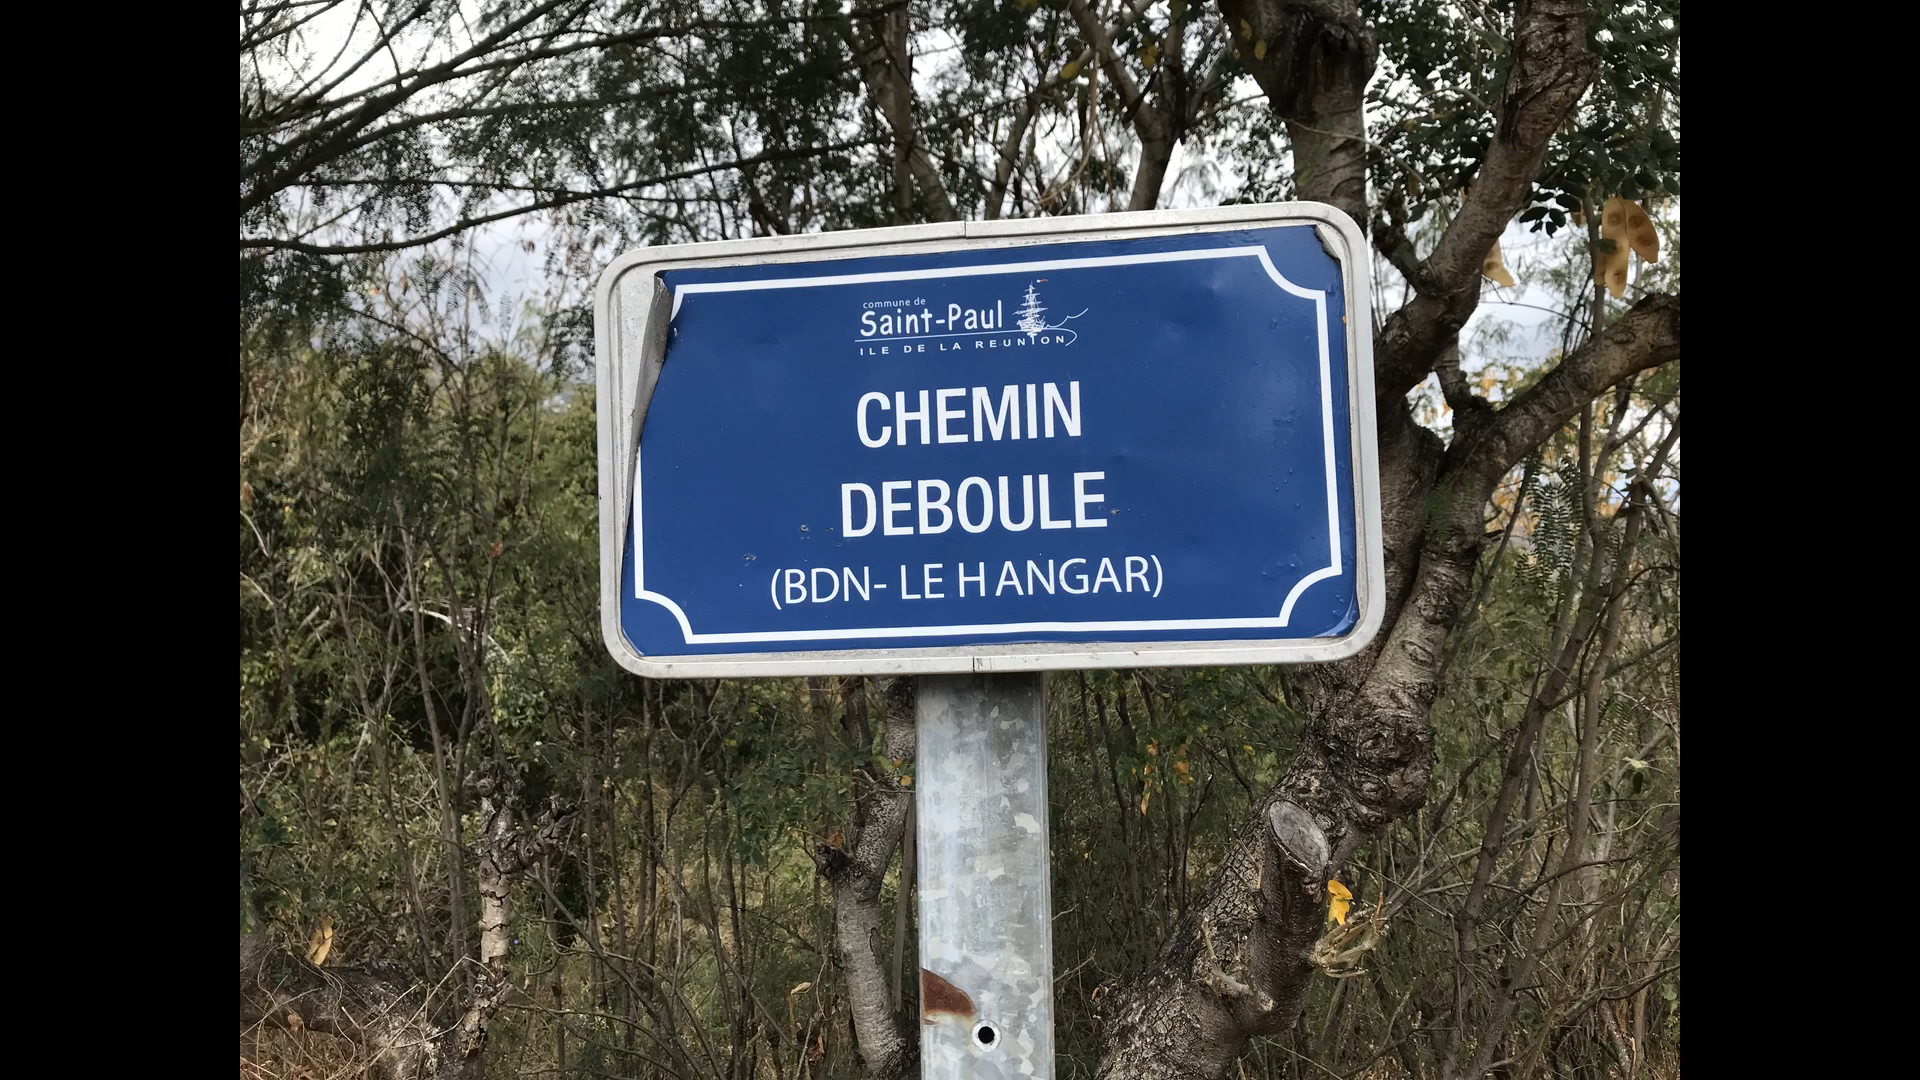 commune de
Saint-Paul
ILE DE LA REUNION
CHEMIN
DEBOULE
(BDN- LE HANGAR)